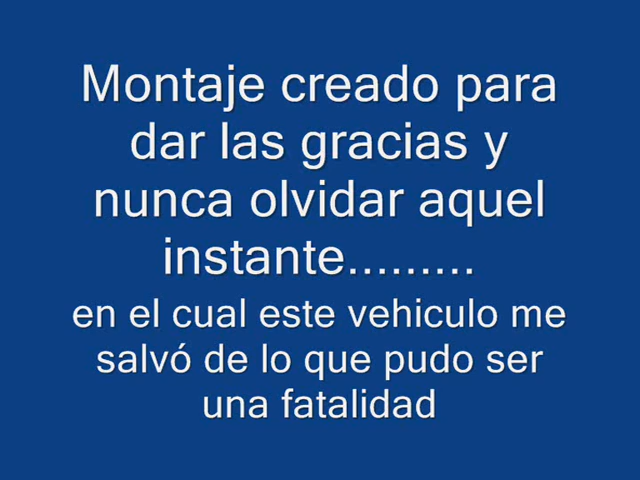 Montaje creado para
dar las gracias y
nunca olvidar aquel
instante.........
en el cual este vehiculo me
salvó de lo que pudo ser
una fatalidad